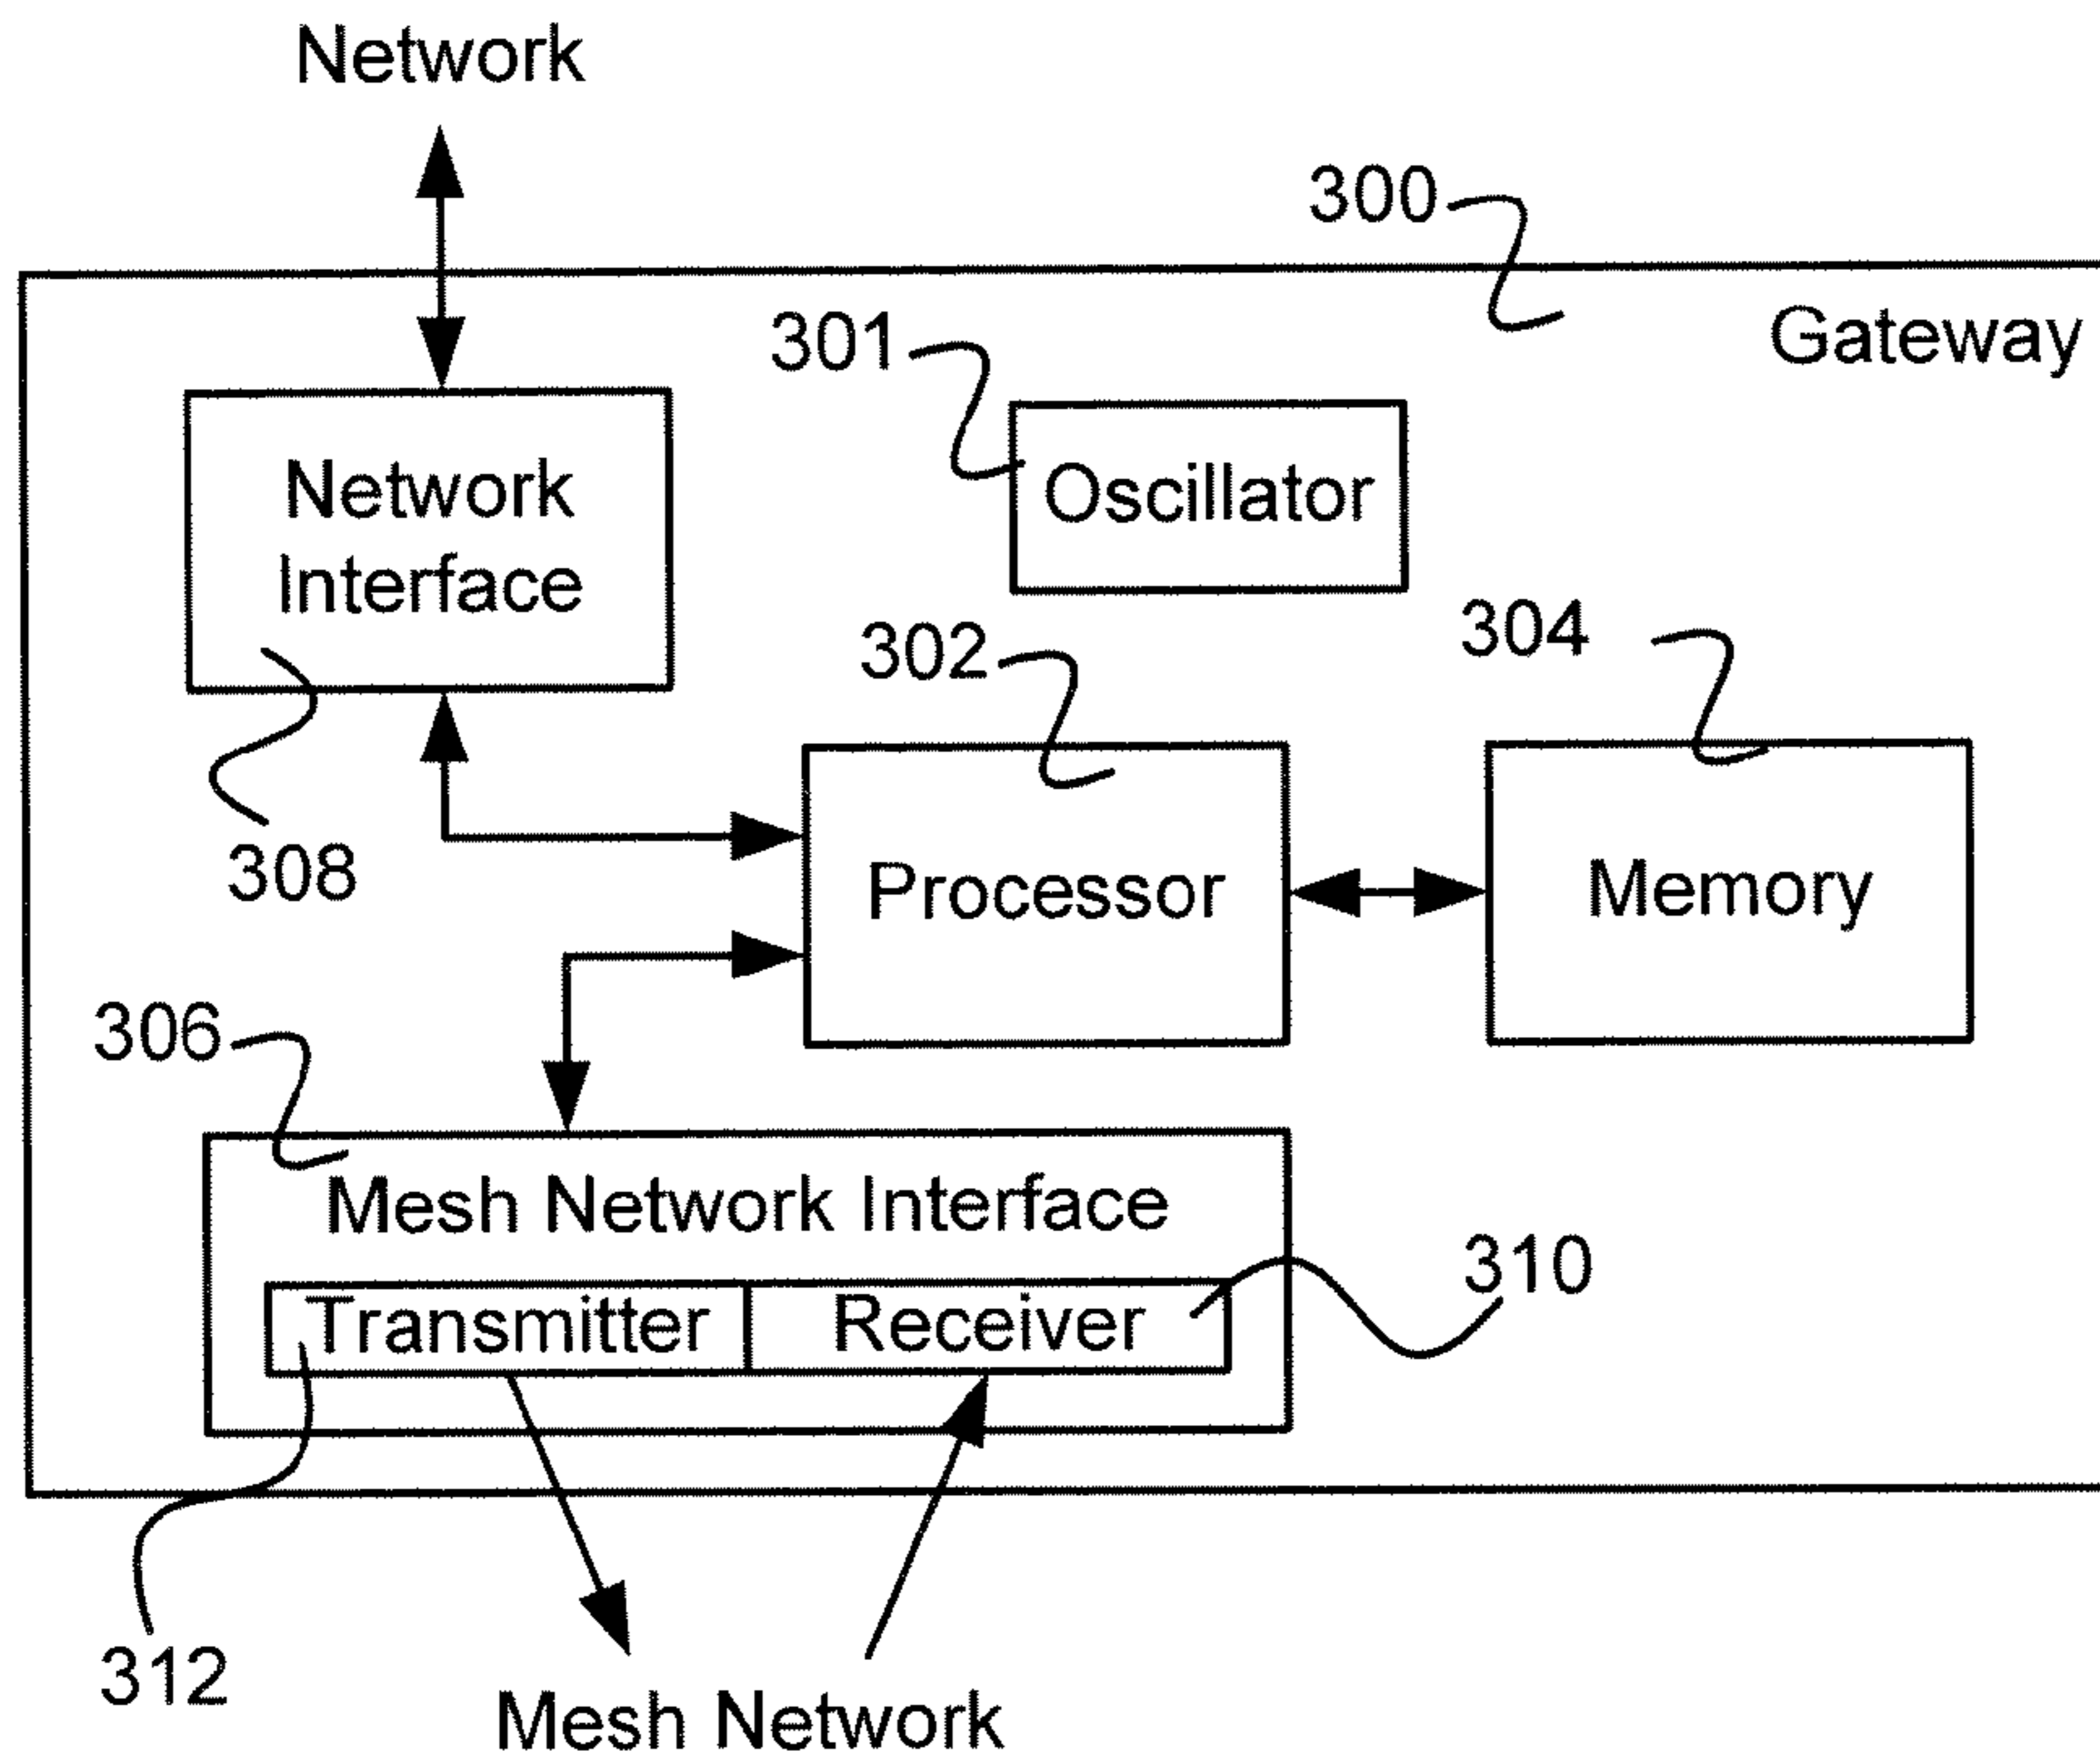 Network
300
Gateway
301
Network
Interface
Oscillator
302
304
308
Processor
Memory
306
Mesh Network Interface
310
Transmitter
Receiver
312
Mesh Network